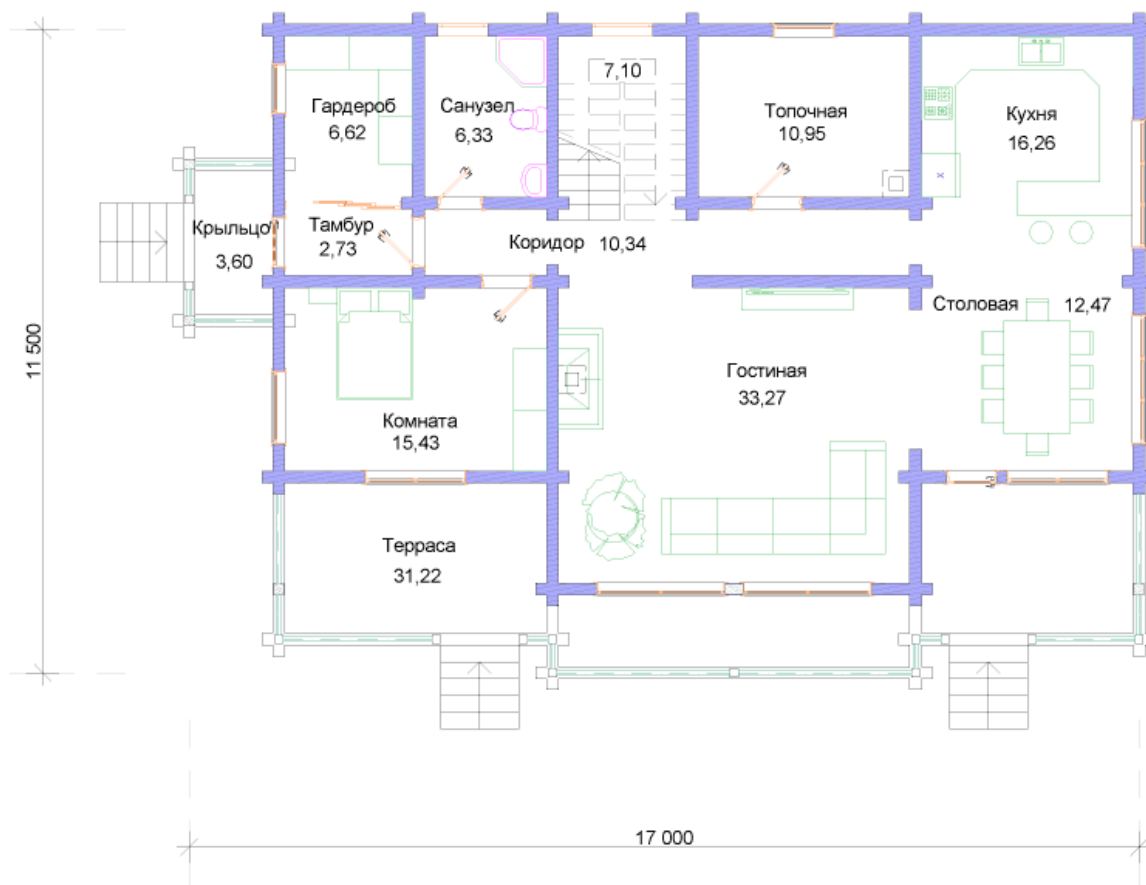 7,10
Гардероб
6,62
Санузел
6,33
Топочная
10,95
Кухня
16,26
Крыльцо
3,60
Тамбур
2,73
Коридор 10,34
Столовая 12,47
11 500
Гостиная
33,27
Комната
15,43
Терраса
31,22
17 000